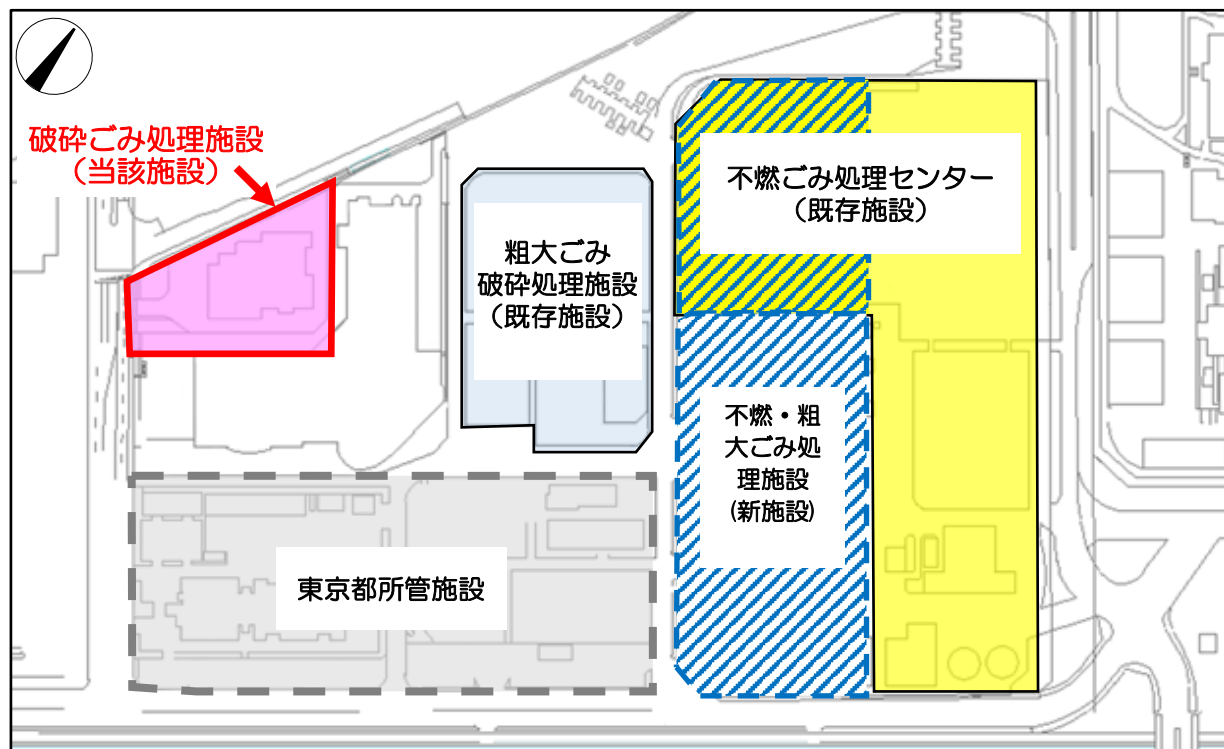 破砕ごみ処理施設
（当該施設）
不燃ごみ処理センター
（既存施設）
粗大ごみ
破砕処理施設
（既存施設）
不燃・粗
大ごみ処
理施設
(新施設)
東京都所管施設